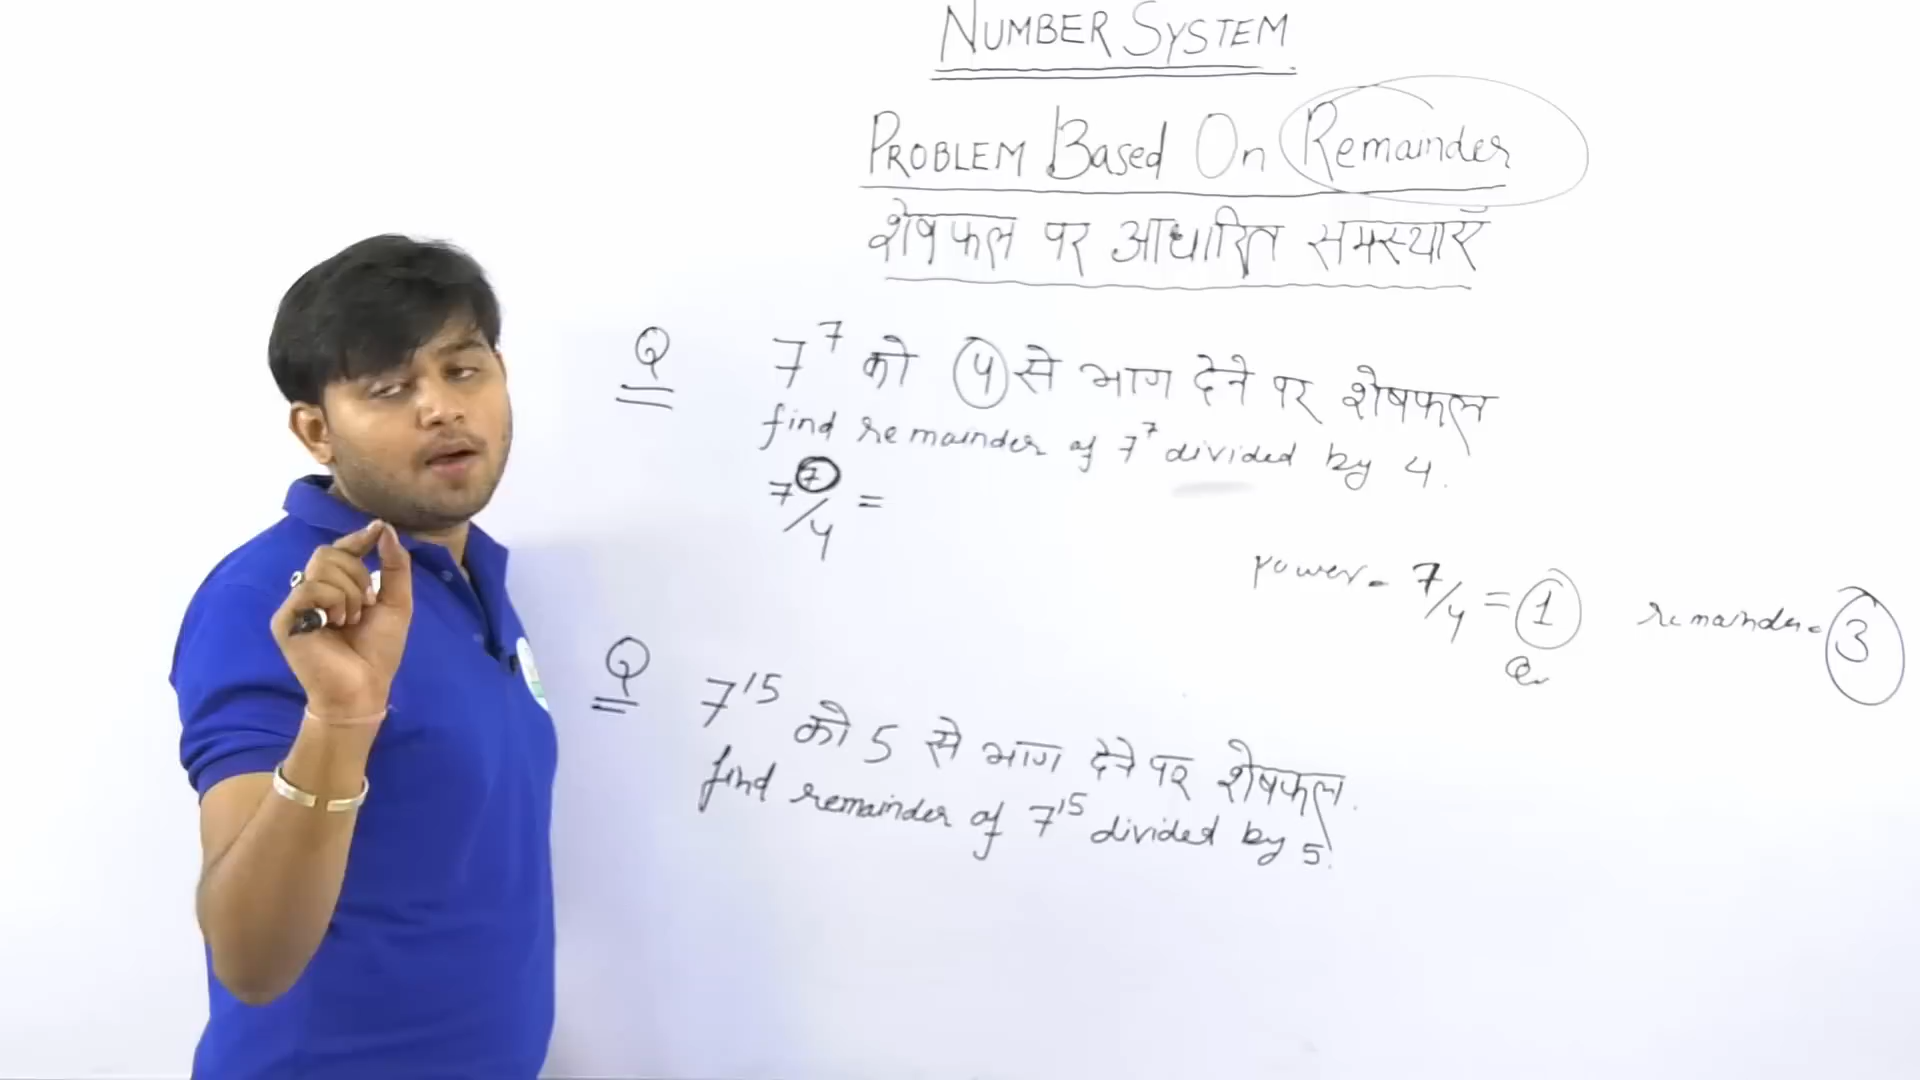 NUMBER SYSTEM
PROBLEM Based On Remainder
शेषफल पर आधारित समस्याएँ
Q 7^7 को 4 से भाग देने पर शेषफल
find remainder of 7^7 divided by 4.
7^7/4 =
power = 7/4 = 1 remainder = 3
Q
Q 7^15 को 5 से भाग देने पर शेषफल.
find remainder of 7^15 divided by 5.